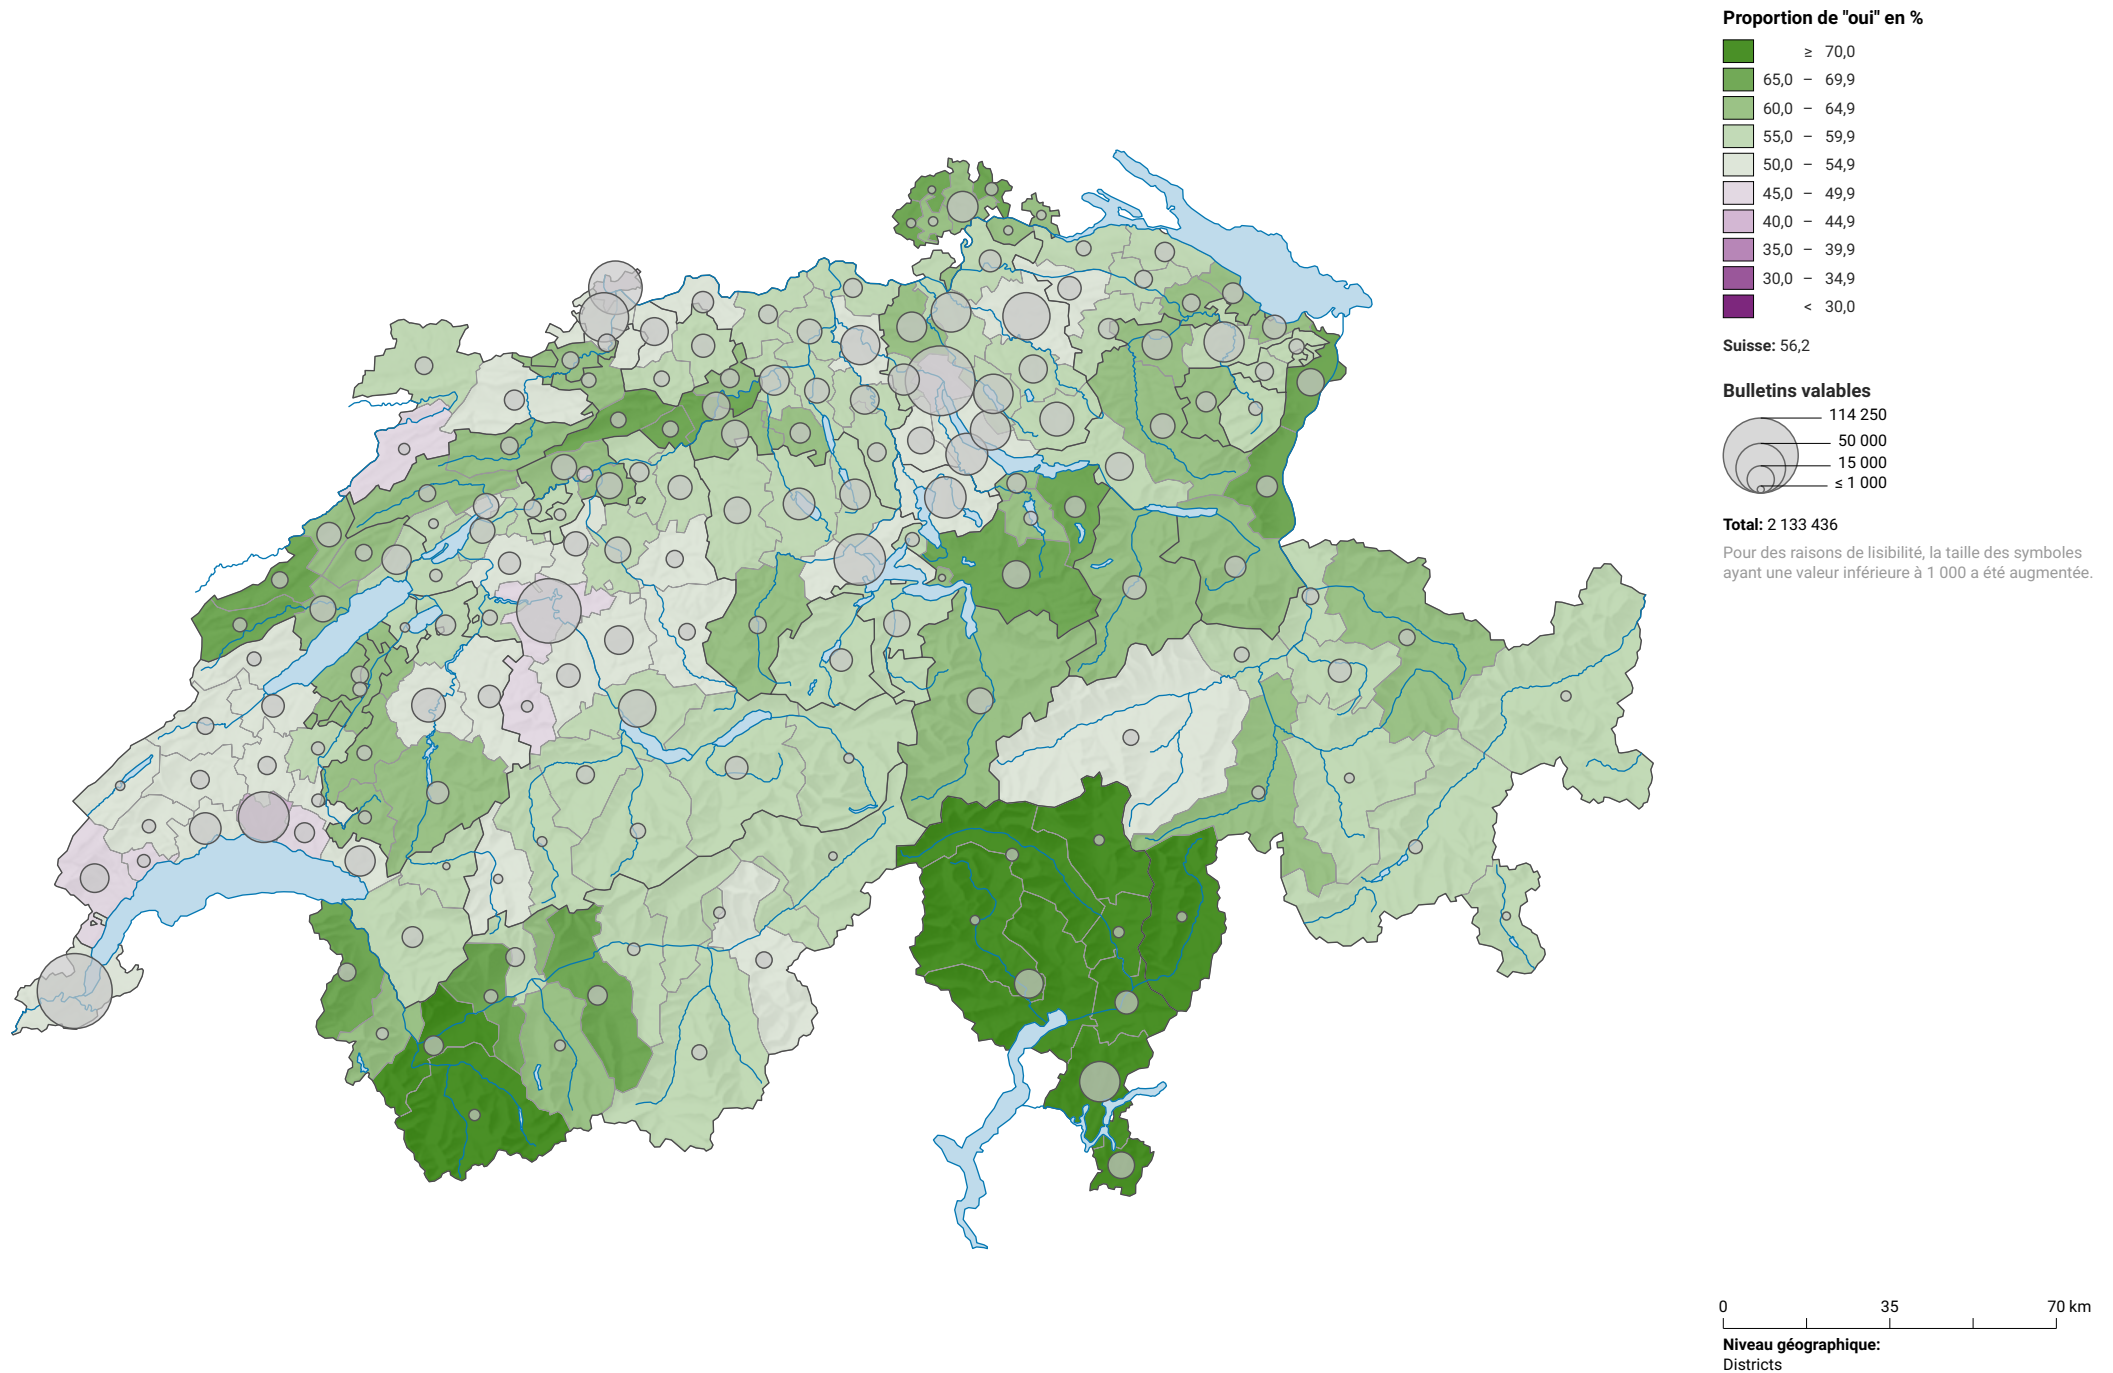 Proportion de "oui" en %
≥ 70,0
65,0 – 69,9
60,0 – 64,9
55,0 – 59,9
50,0 – 54,9
45,0 – 49,9
40,0 – 44,9
35,0 – 39,9
30,0 – 34,9
< 30,0
Suisse: 56,2
Bulletins valables
114 250
50 000
15 000
≤ 1 000
Total: 2 133 436
Pour des raisons de lisibilité, la taille des symboles
ayant une valeur inférieure à 1 000 a été augmentée.
0 35 70 km
Niveau géographique:
Districts